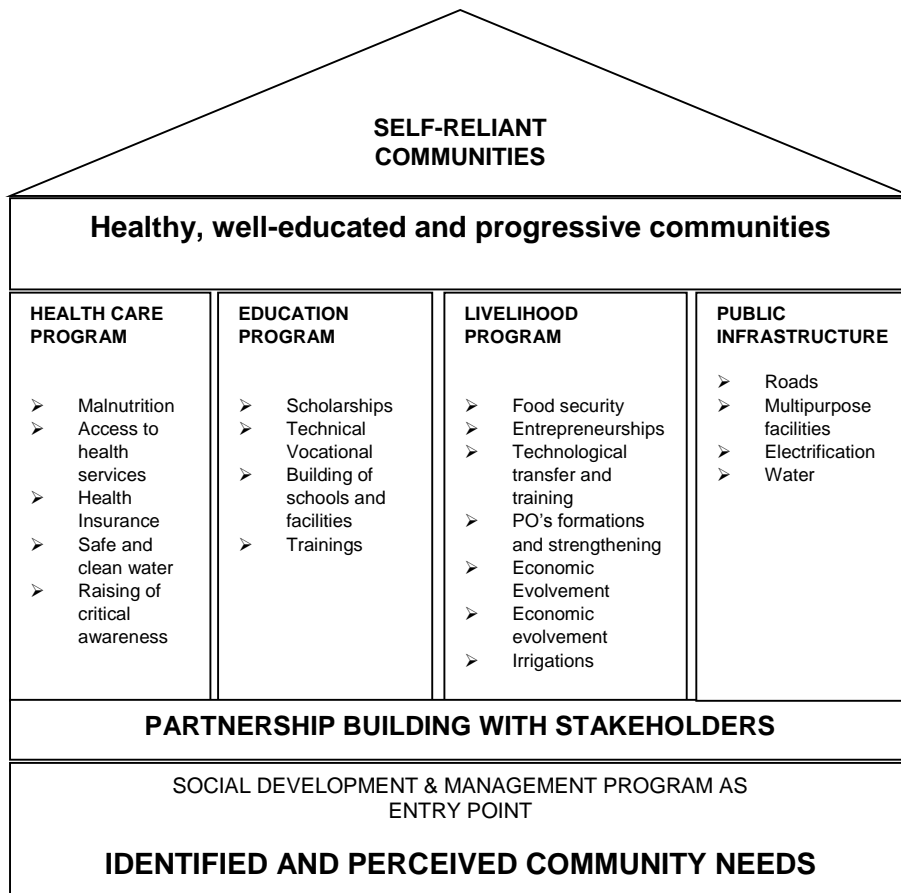 SELF-RELIANT
COMMUNITIES
Healthy, well-educated and progressive communities
HEALTH CARE
PROGRAM
➢ Malnutrition
➢ Access to
health
services
➢ Health
Insurance
➢ Safe and
clean water
➢ Raising of
critical
awareness
EDUCATION
PROGRAM
➢ Scholarships
➢ Technical
Vocational
➢ Building of
schools and
facilities
➢ Trainings
LIVELIHOOD
PROGRAM
➢ Food security
➢ Entrepreneurships
➢ Technological
transfer and
training
➢ PO's formations
and strengthening
➢ Economic
Evolvement
➢ Economic
evolvement
➢ Irrigations
PUBLIC
INFRASTRUCTURE
➢ Roads
➢ Multipurpose
facilities
➢ Electrification
➢ Water
PARTNERSHIP BUILDING WITH STAKEHOLDERS
SOCIAL DEVELOPMENT & MANAGEMENT PROGRAM AS
ENTRY POINT
IDENTIFIED AND PERCEIVED COMMUNITY NEEDS